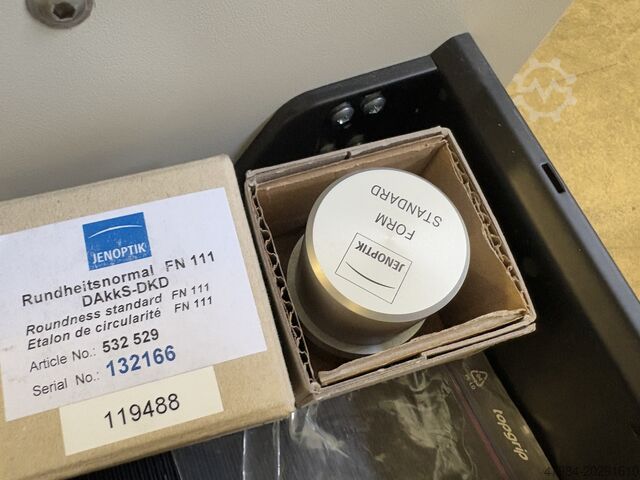 JENOPTIK
Rundheitsnormal FN 111
DAkkS-DKD
Roundness standard FN 111
Etalon de circularité FN 111
Article No.: 532 529
Serial No.: 132166
119488
FORM
STANDARD
JENOPTIK